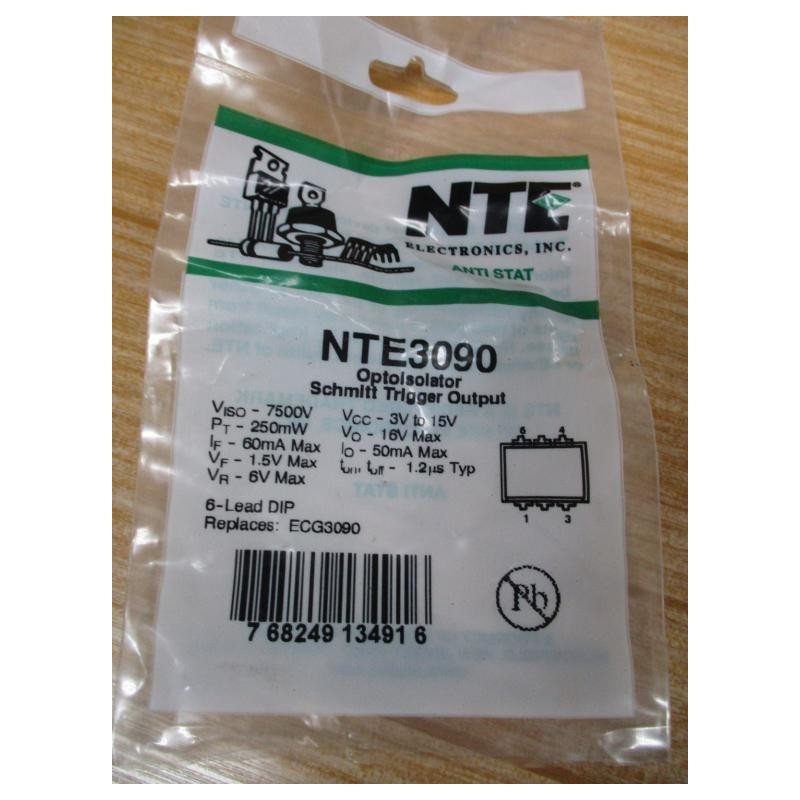 NTE®
ELECTRONICS, INC.
ANTI STAT
NTE3090
Optoisolator
Schmitt Trigger Output
VISO - 7500V
PT - 250mW
IF - 60mA Max
VF - 1.5V Max
VR - 6V Max
VCC - 3V to 15V
VO - 16V Max
IO - 50mA Max
ton, toff - 1.2µs Typ
6 4
1 3
6-Lead DIP
Replaces: ECG3090
Pb
7 68249 13491 6